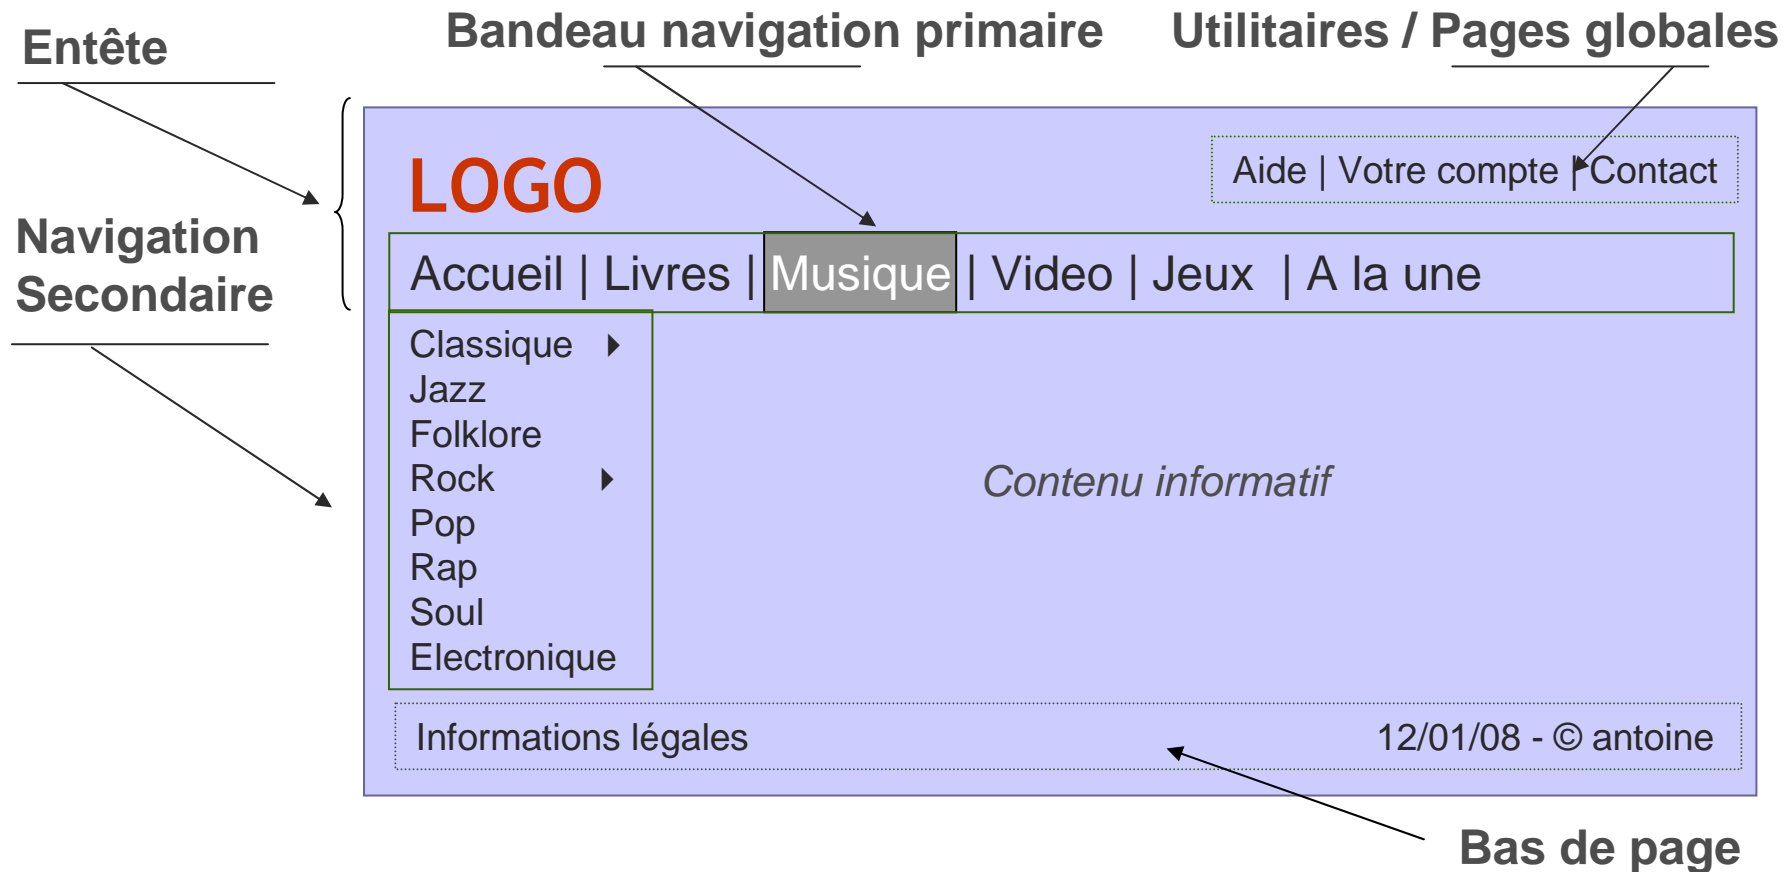 Entête
Bandeau navigation primaire
Utilitaires / Pages globales
LOGO
Aide | Votre compte | Contact
Navigation
Secondaire
Accueil | Livres | Musique | Video | Jeux | A la une
Classique
Jazz
Folklore
Rock
Pop
Rap
Soul
Electronique
Contenu informatif
Informations légales
12/01/08 - © antoine
Bas de page